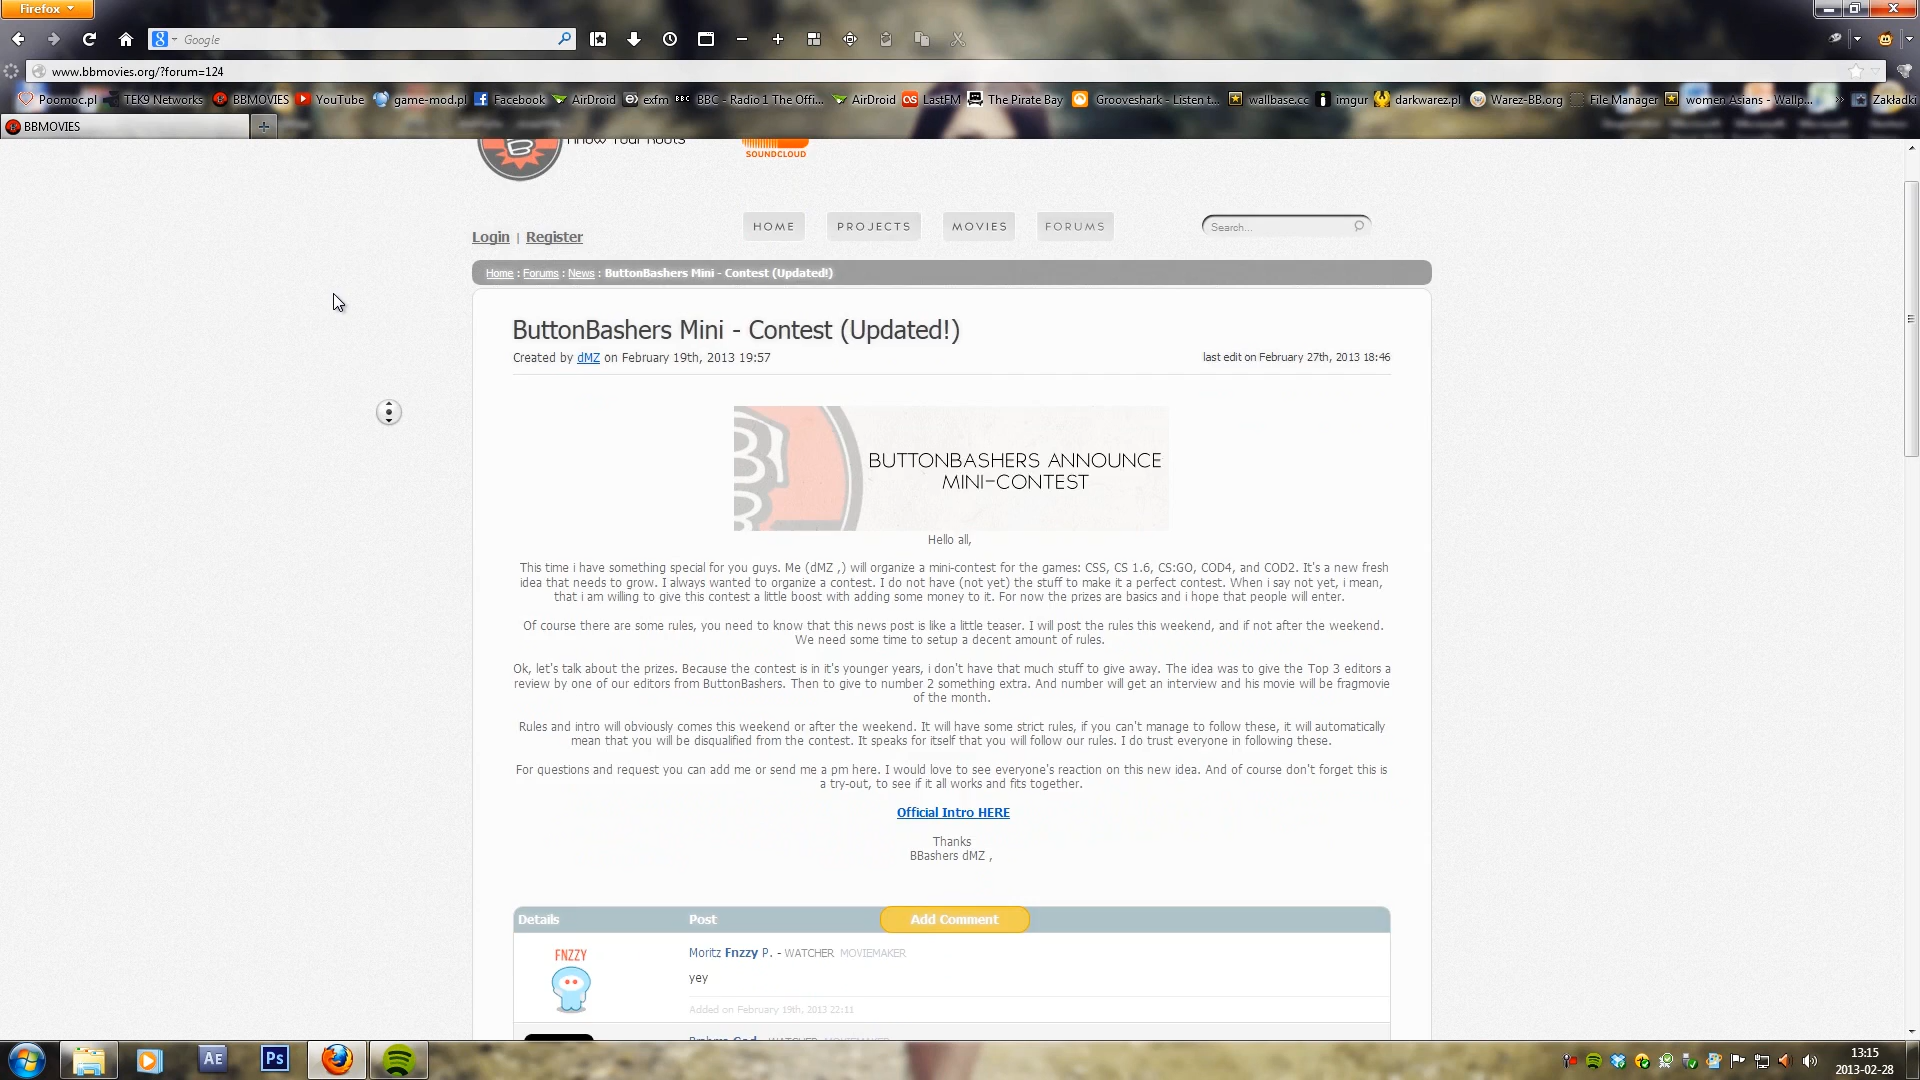 Firefox
Google
www.bbmovies.org/?forum=124
Poomoc.pl TEK9 Networks BBMOVIES YouTube game-mod.pl Facebook AirDroid exfm BBC - Radio 1 The Offi... AirDroid LastFM The Pirate Bay Grooveshark - Listen t... wallbase.cc imgur darkwarez.pl Warez-BB.org File Manager women Asians - Wallp... Zakładki
BBMOVIES
Know Your Roots
SOUNDCLOUD
HOME PROJECTS MOVIES FORUMS
Search...
Login | Register
Home : Forums : News : ButtonBashers Mini - Contest (Updated!)
ButtonBashers Mini - Contest (Updated!)
Created by dMZ on February 19th, 2013 19:57
last edit on February 27th, 2013 18:46
BUTTONBASHERS ANNOUNCE
MINI-CONTEST
Hello all,
This time i have something special for you guys. Me (dMZ ,) will organize a mini-contest for the games: CSS, CS 1.6, CS:GO, COD4, and COD2. It's a new fresh
idea that needs to grow. I always wanted to organize a contest. I do not have (not yet) the stuff to make it a perfect contest. When i say not yet, i mean,
that i am willing to give this contest a little boost with adding some money to it. For now the prizes are basics and i hope that people will enter.
Of course there are some rules, you need to know that this news post is like a little teaser. I will post the rules this weekend, and if not after the weekend.
We need some time to setup a decent amount of rules.
Ok, let's talk about the prizes. Because the contest is in it's younger years, i don't have that much stuff to give away. The idea was to give the Top 3 editors a
review by one of our editors from ButtonBashers. Then to give to number 2 something extra. And number will get an interview and his movie will be fragmovie
of the month.
Rules and intro will obviously comes this weekend or after the weekend. It will have some strict rules, if you can't manage to follow these, it will automatically
mean that you will be disqualified from the contest. It speaks for itself that you will follow our rules. I do trust everyone in following these.
For questions and request you can add me or send me a pm here. I would love to see everyone's reaction on this new idea. And of course don't forget this is
a try-out, to see if it all works and fits together.
Official Intro HERE
Thanks
BBashers dMZ ,
Details Post Add Comment
FNZZY
Moritz Fnzzy P. - WATCHER MOVIEMAKER
yey
Added on February 19th, 2013 22:11
AE
Ps
13:15
2013-02-28